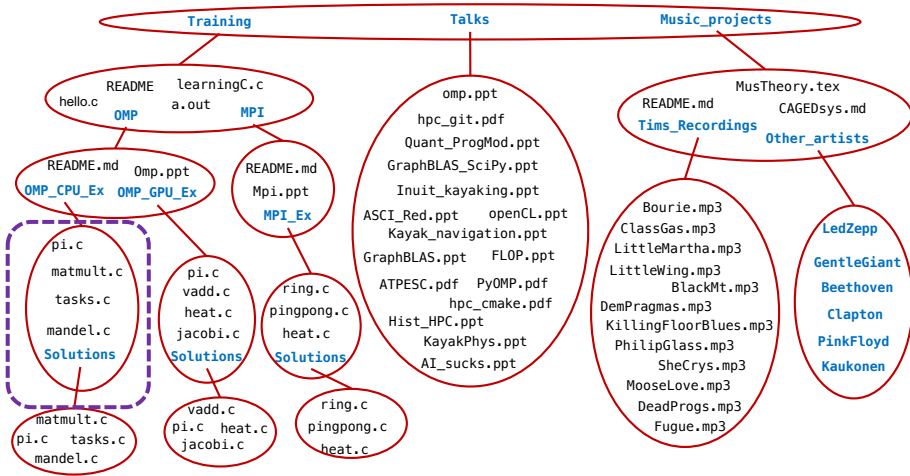 Training Talks Music_projects
README learningC.c
hello.c a.out
OMP MPI
README.md Omp.ppt
OMP_CPU_Ex OMP_GPU_Ex
README.md
Mpi.ppt
MPI_Ex
pi.c
matmult.c
tasks.c
mandel.c
Solutions
matmult.c
pi.c tasks.c
mandel.c
pi.c
vadd.c
heat.c
jacobi.c
Solutions
vadd.c
pi.c heat.c
jacobi.c
ring.c
pingpong.c
heat.c
Solutions
ring.c
pingpong.c
heat.c
omp.ppt
hpc_git.pdf
Quant_ProgMod.ppt
GraphBLAS_SciPy.ppt
Inuit_kayaking.ppt
ASCI_Red.ppt openCL.ppt
Kayak_navigation.ppt
GraphBLAS.ppt FLOP.ppt
ATPESC.pdf PyOMP.pdf
hpc_cmake.pdf
Hist_HPC.ppt
KayakPhys.ppt
AI_sucks.ppt
MusTheory.tex
README.md CAGEDsys.md
Tims_Recordings
Other_artists
Bourie.mp3
ClassGas.mp3
LittleMartha.mp3
LittleWing.mp3
BlackMt.mp3
DemPragmas.mp3
KillingFloorBlues.mp3
PhilipGlass.mp3
SheCrys.mp3
MooseLove.mp3
DeadProgs.mp3
Fugue.mp3
LedZepp
GentleGiant
Beethoven
Clapton
PinkFloyd
Kaukonen